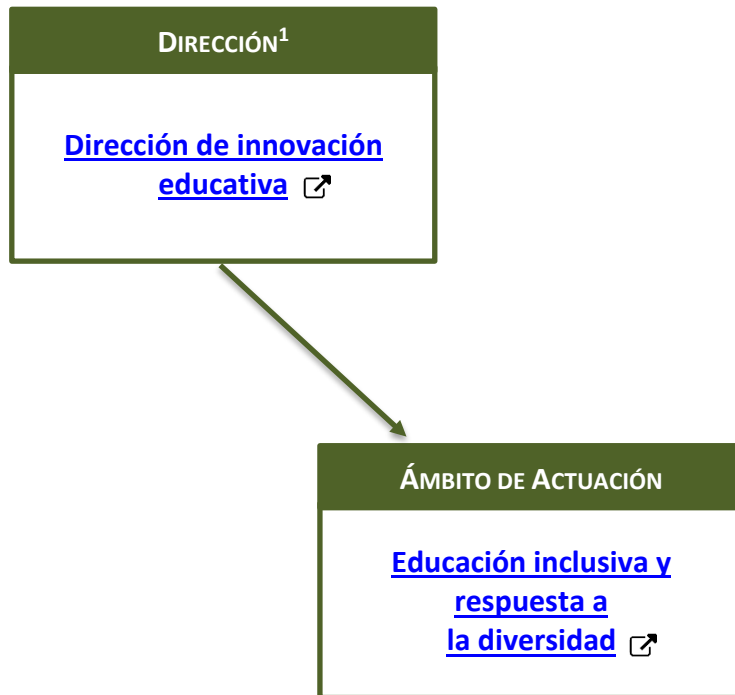 DIRECCIÓN1
Dirección de innovación
educativa
ÁMBITO DE ACTUACIÓN
Educación inclusiva y
respuesta a
la diversidad